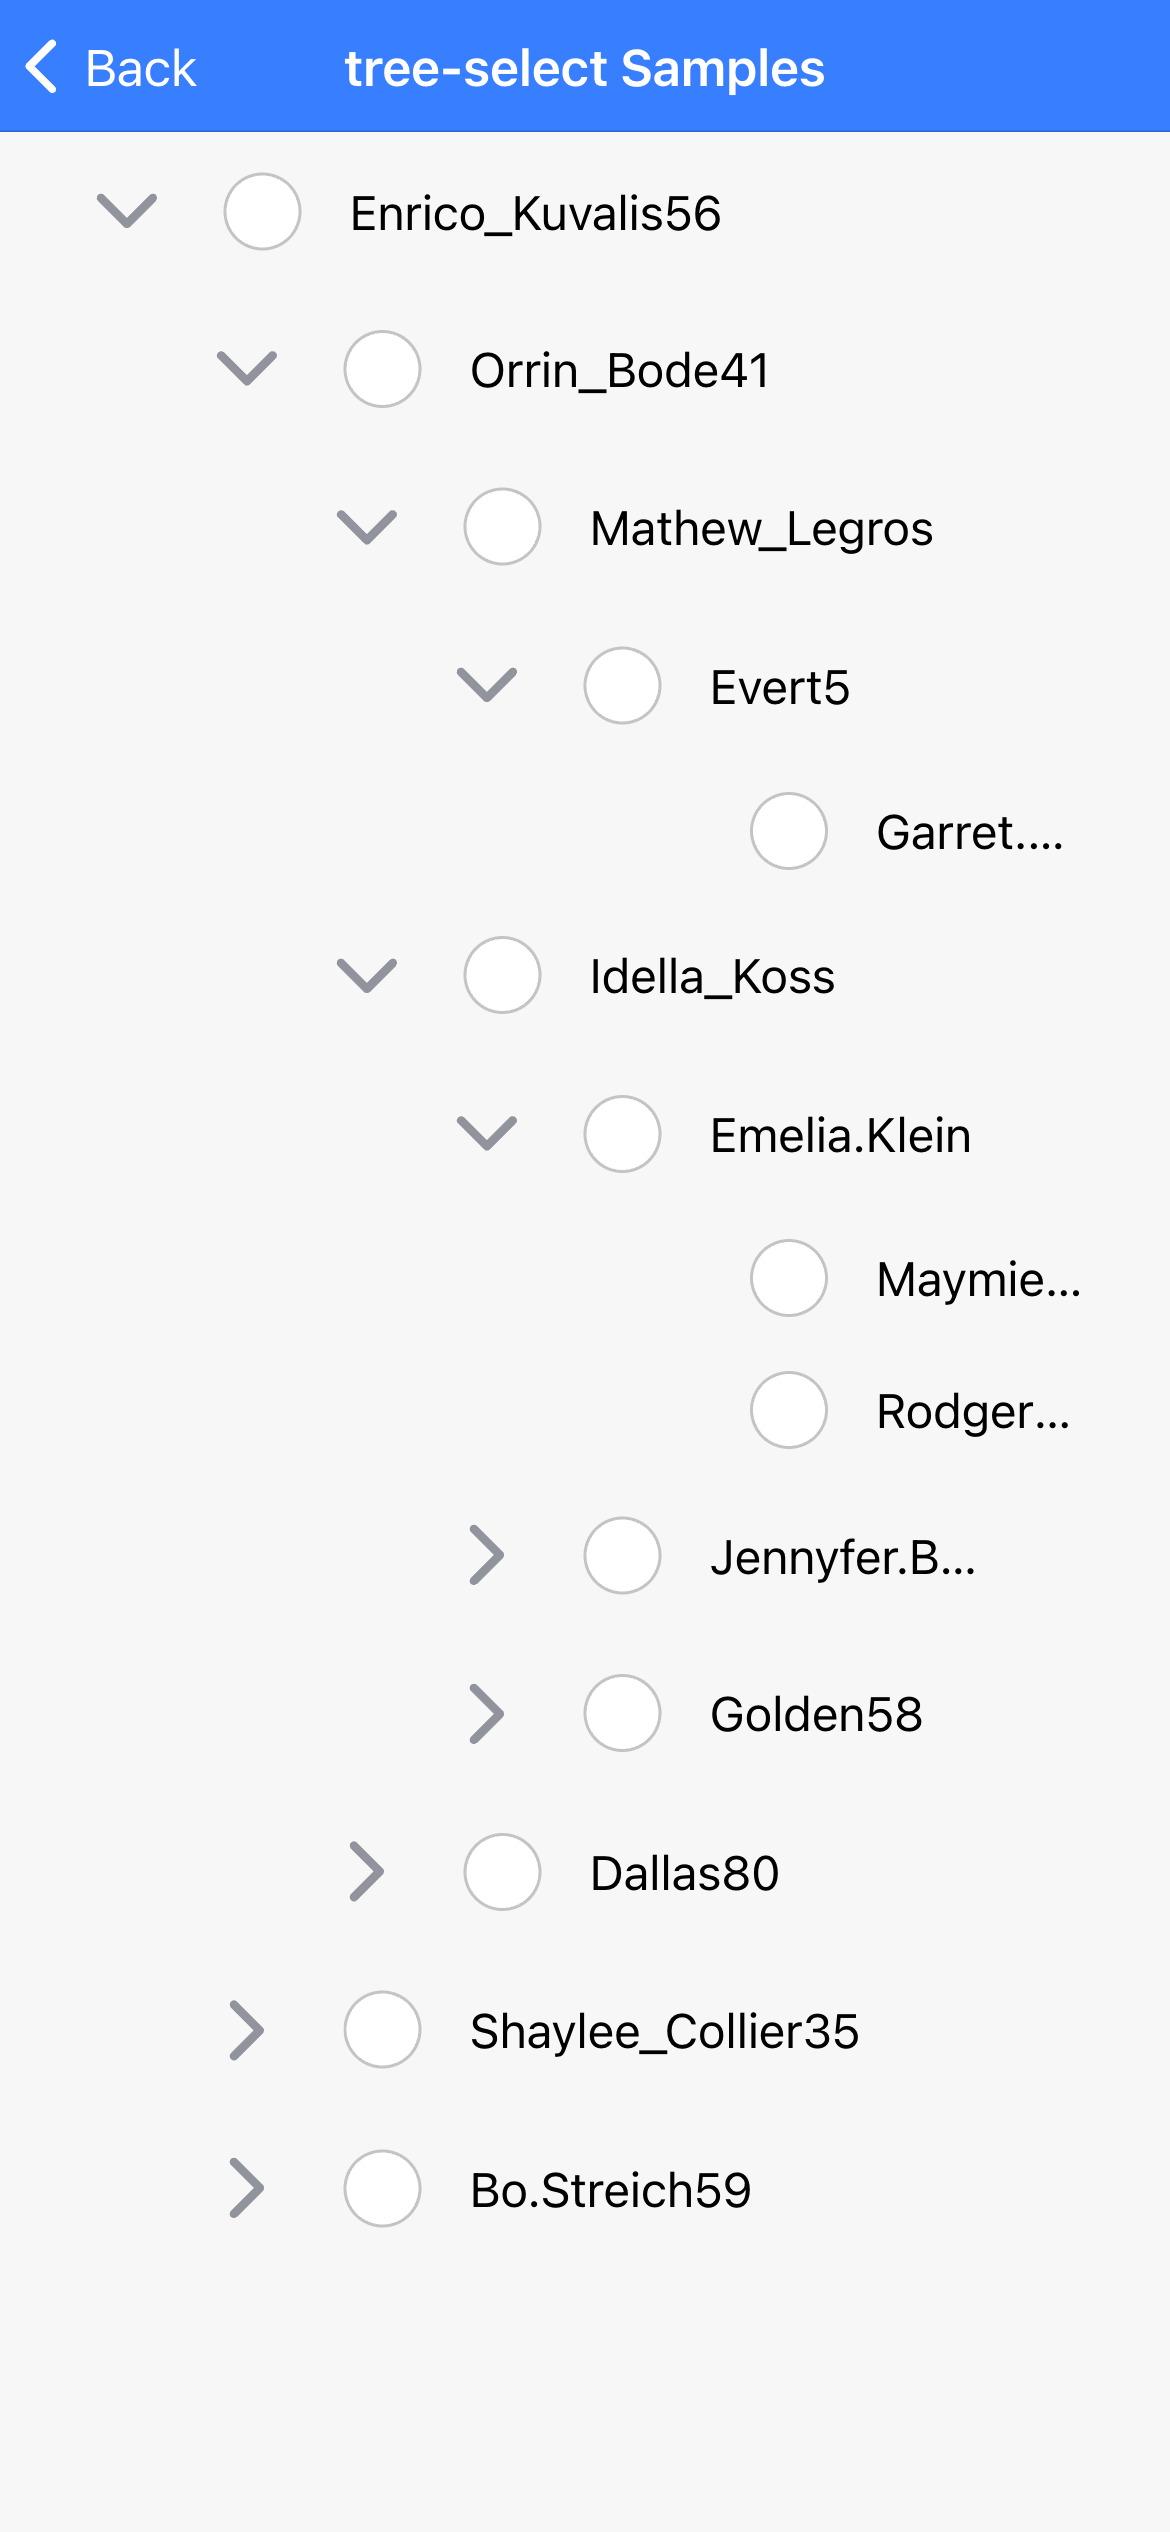 Back
tree-select Samples
Enrico_Kuvalis56
Orrin_Bode41
Mathew_Legros
Evert5
Garret....
Idella_Koss
Emelia.Klein
Maymie...
Rodger...
Jennyfer.B...
Golden58
Dallas80
Shaylee_Collier35
Bo.Streich59